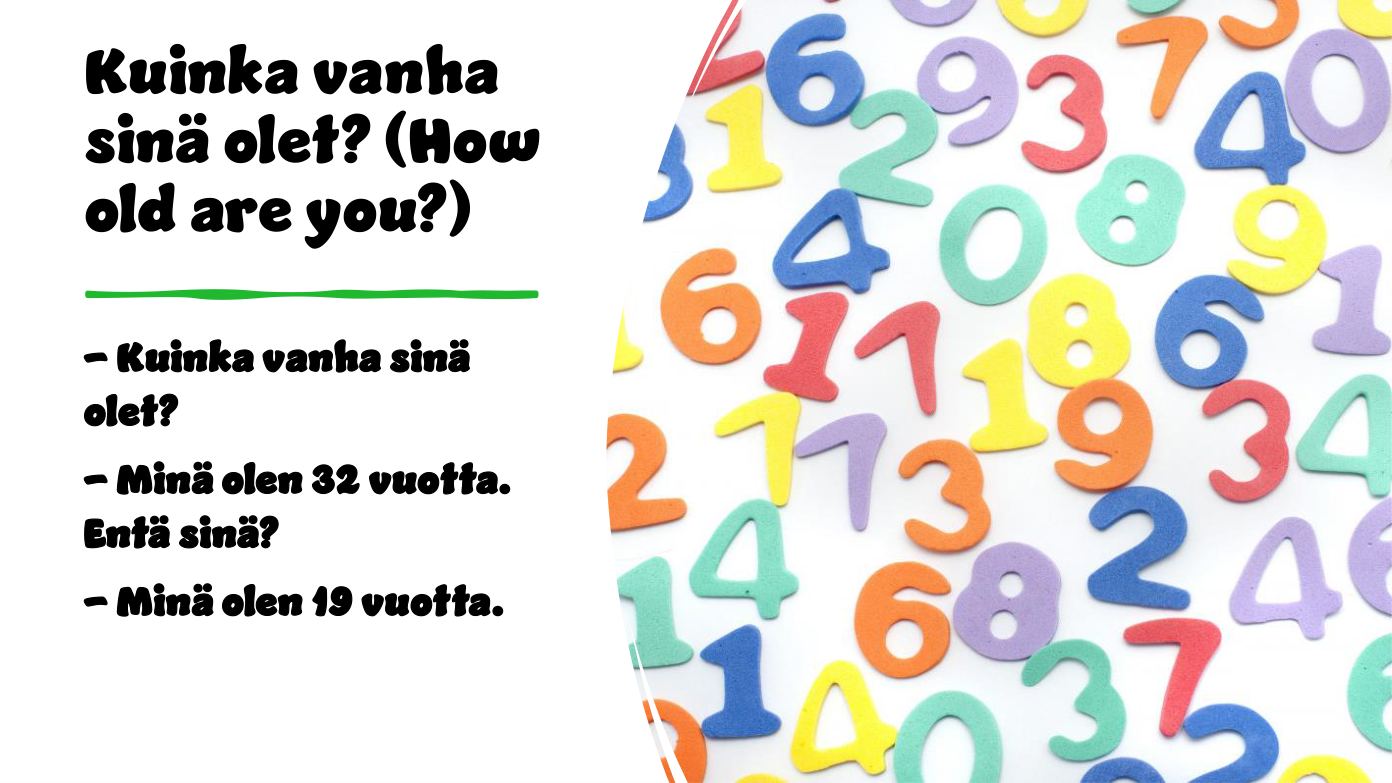 Kuinka vanha
sinä olet? (How
old are you?)
– Kuinka vanha sinä
olet?
– Minä olen 32 vuotta.
Entä sinä?
– Minä olen 19 vuotta.